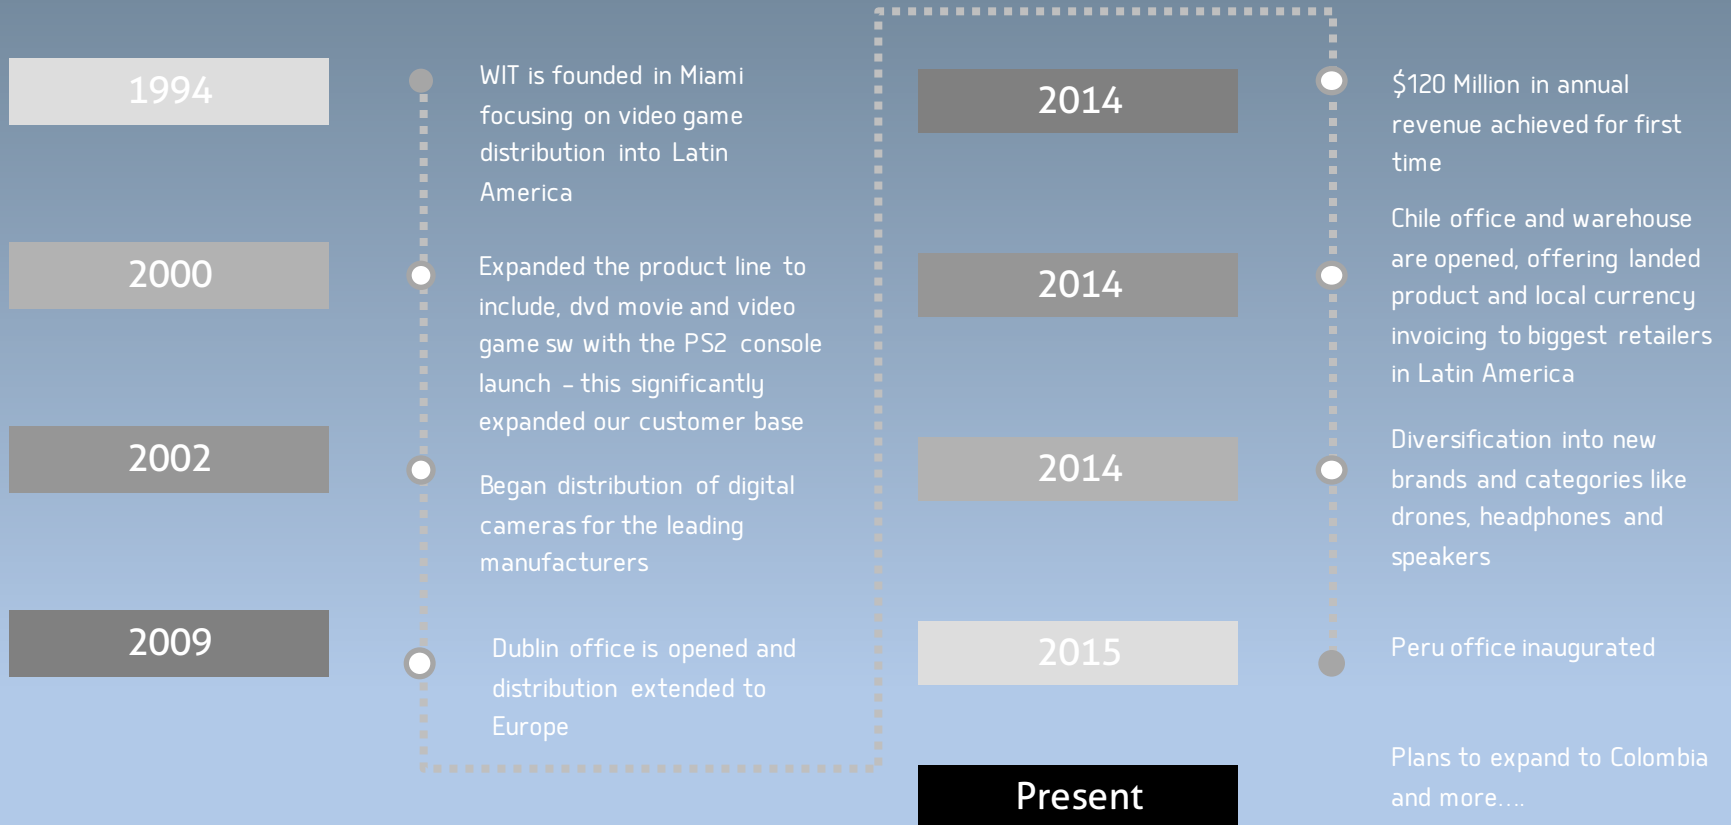 1994
WIT is founded in Miami
focusing on video game
distribution into Latin
America
2000
Expanded the product line to
include, dvd movie and video
game sw with the PS2 console
launch – this significantly
expanded our customer base
2002
Began distribution of digital
cameras for the leading
manufacturers
2009
Dublin office is opened and
distribution extended to
Europe
2014
$120 Million in annual
revenue achieved for first
time
2014
Chile office and warehouse
are opened, offering landed
product and local currency
invoicing to biggest retailers
in Latin America
2014
Diversification into new
brands and categories like
drones, headphones and
speakers
2015
Peru office inaugurated
Present
Plans to expand to Colombia
and more....